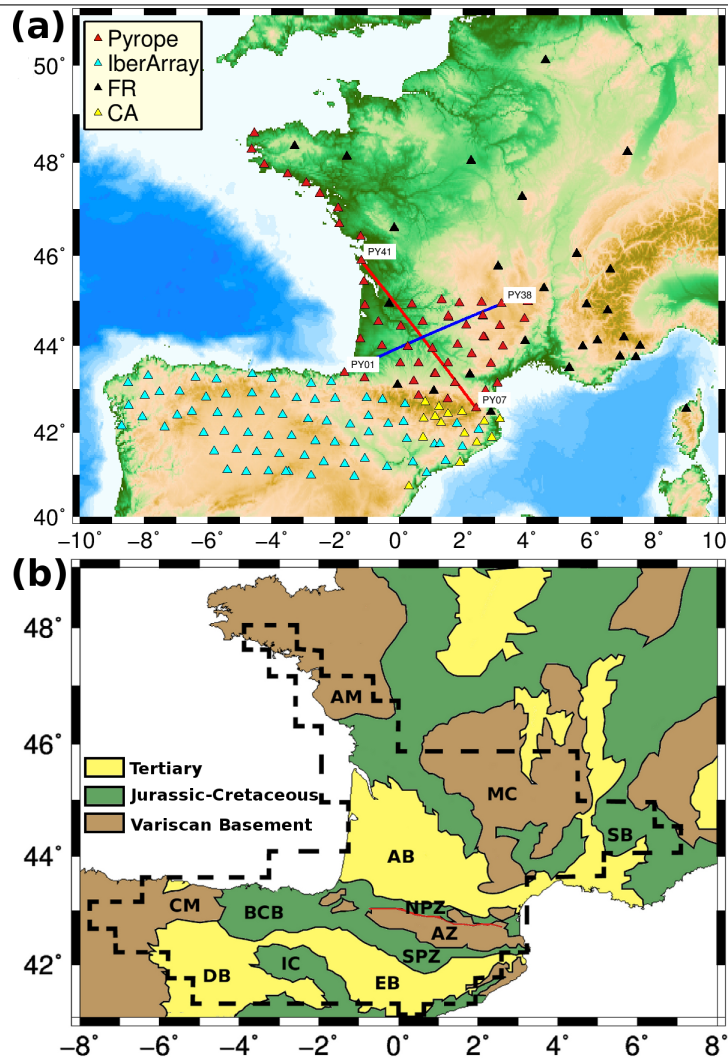 (a)
Pyrope
IberArray
FR
CA
50°
48°
46°
44°
42°
40°
PY41
PY38
PY01
PY07
−10 −8 −6 −4 −2 0° 2 4 6 8 10
(b)
48°
46°
44°
42°
Tertiary
Jurassic-Cretaceous
Variscan Basement
AM
MC
SB
AB
NPZ
CM
BCB
AZ
SPZ
IC
DB
EB
−8° −6° −4° −2° 0° 2° 4° 6° 8°